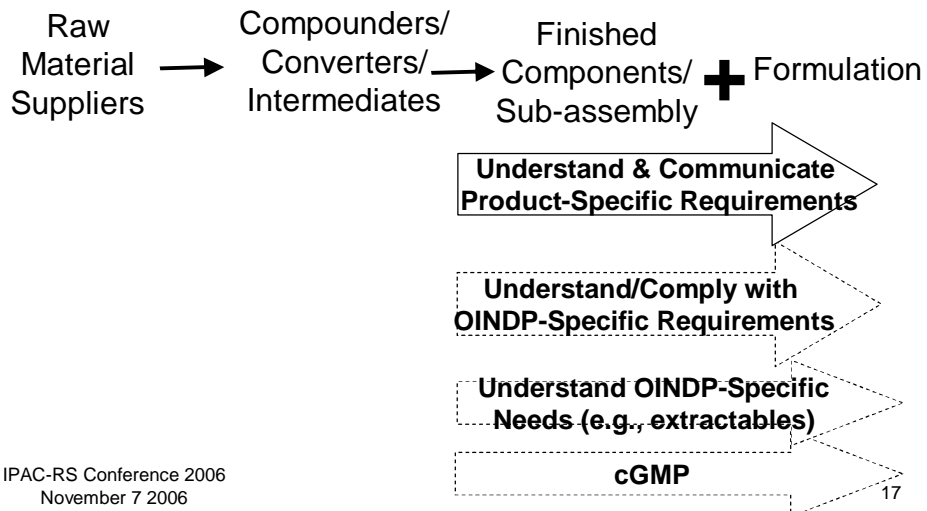 Raw
Material
Suppliers
Compounders/
Converters/
Intermediates
Finished
Components/
Sub-assembly
+
Formulation
Understand & Communicate
Product-Specific Requirements
Understand/Comply with
OINDP-Specific Requirements
Understand OINDP-Specific
Needs (e.g., extractables)
cGMP
IPAC-RS Conference 2006
November 7 2006
17